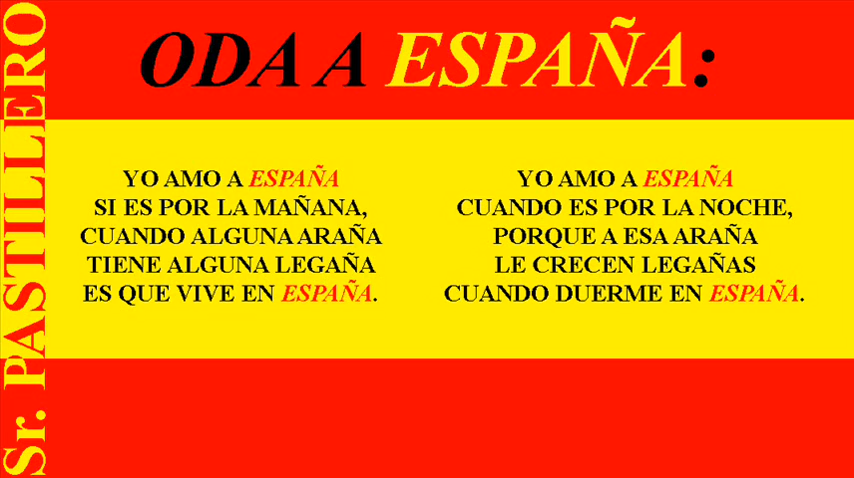 Sr. PASTILLERO
ODA A ESPAÑA:
YO AMO A ESPAÑA
SI ES POR LA MAÑANA,
CUANDO ALGUNA ARAÑA
TIENE ALGUNA LEGAÑA
ES QUE VIVE EN ESPAÑA.
YO AMO A ESPAÑA
CUANDO ES POR LA NOCHE,
PORQUE A ESA ARAÑA
LE CRECEN LEGAÑAS
CUANDO DUERME EN ESPAÑA.